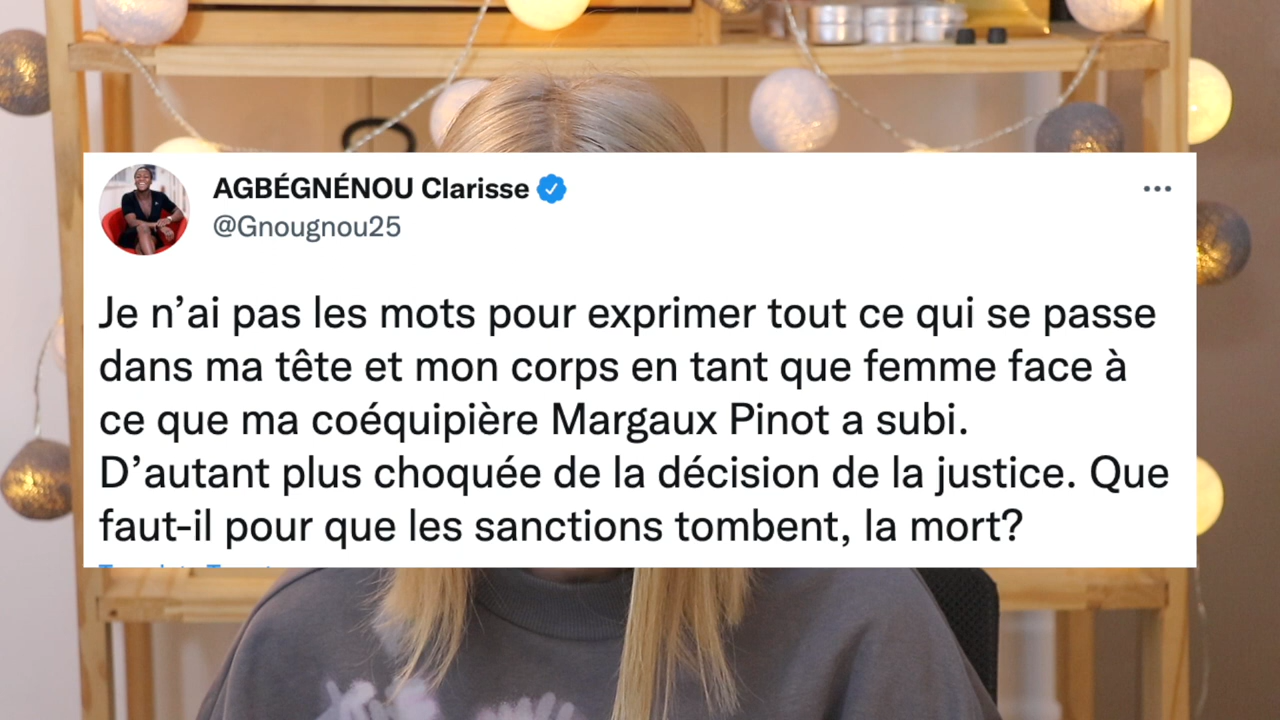 AGBÉGNÉNOU Clarisse
@Gnougnou25
Je n’ai pas les mots pour exprimer tout ce qui se passe
dans ma tête et mon corps en tant que femme face à
ce que ma coéquipière Margaux Pinot a subi.
D’autant plus choquée de la décision de la justice. Que
faut-il pour que les sanctions tombent, la mort?